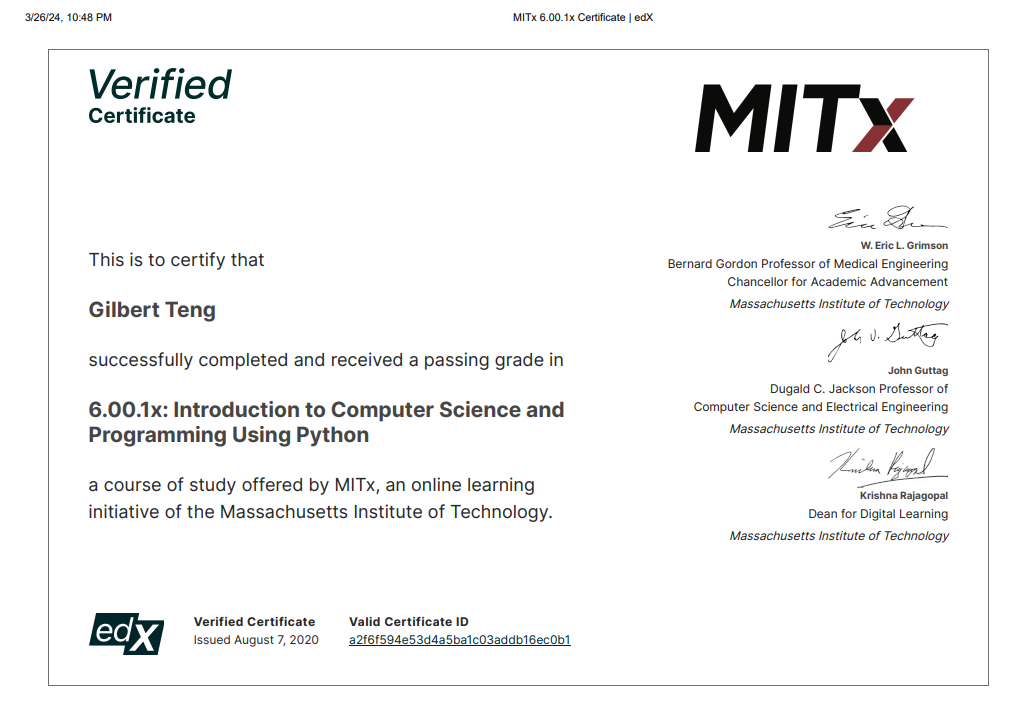 3/26/24, 10:48 PM
MITx 6.00.1x Certificate | edX
Verified
Certificate
MITx
This is to certify that
Gilbert Teng
successfully completed and received a passing grade in
6.00.1x: Introduction to Computer Science and
Programming Using Python
a course of study offered by MITx, an online learning
initiative of the Massachusetts Institute of Technology.
W. Eric L. Grimson
Bernard Gordon Professor of Medical Engineering
Chancellor for Academic Advancement
Massachusetts Institute of Technology
John V. Guttag
John Guttag
Dugald C. Jackson Professor of
Computer Science and Electrical Engineering
Massachusetts Institute of Technology
Krishna Rajagopal
Krishna Rajagopal
Dean for Digital Learning
Massachusetts Institute of Technology
edX
Verified Certificate
Issued August 7, 2020
Valid Certificate ID
a2f6f594e53d4a5ba1c03addb16ec0b1